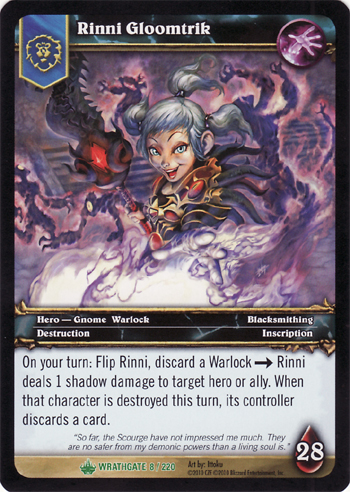 Rinni Gloomtrik
Hero — Gnome Warlock
Blacksmithing
Destruction
Inscription
On your turn: Flip Rinni, discard a Warlock → Rinni
deals 1 shadow damage to target hero or ally. When
that character is destroyed this turn, its controller
discards a card.
"So far, the Scourge have not impressed me much. They
are no safer from my demonic powers than a living soul is."
28
WRATHGATE 8 / 220
Art by: Ittoku